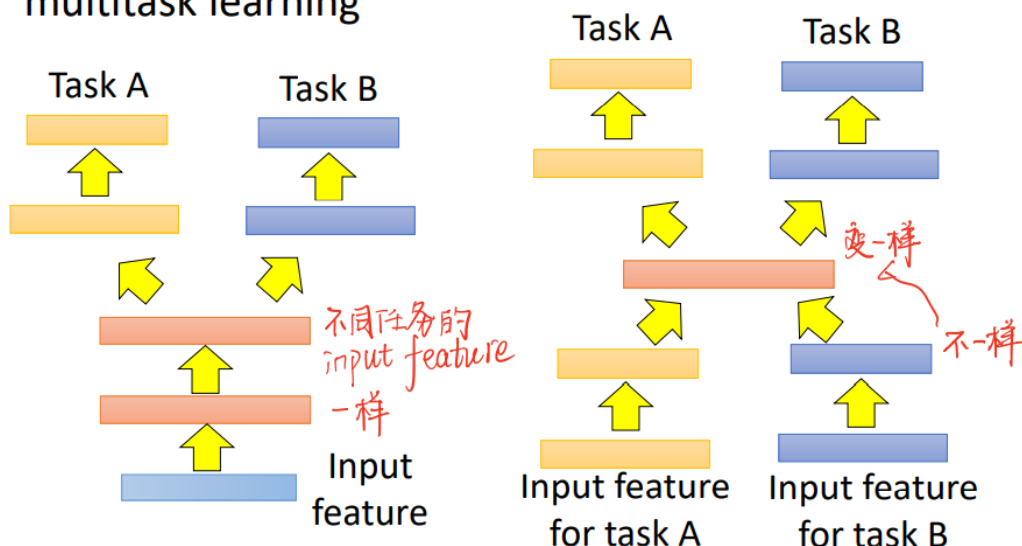 multitask learning
Task A
Task B
不同任务的
input feature
一样
Input
feature
Task A
Task B
变一样
不一样
Input feature
for task A
Input feature
for task B